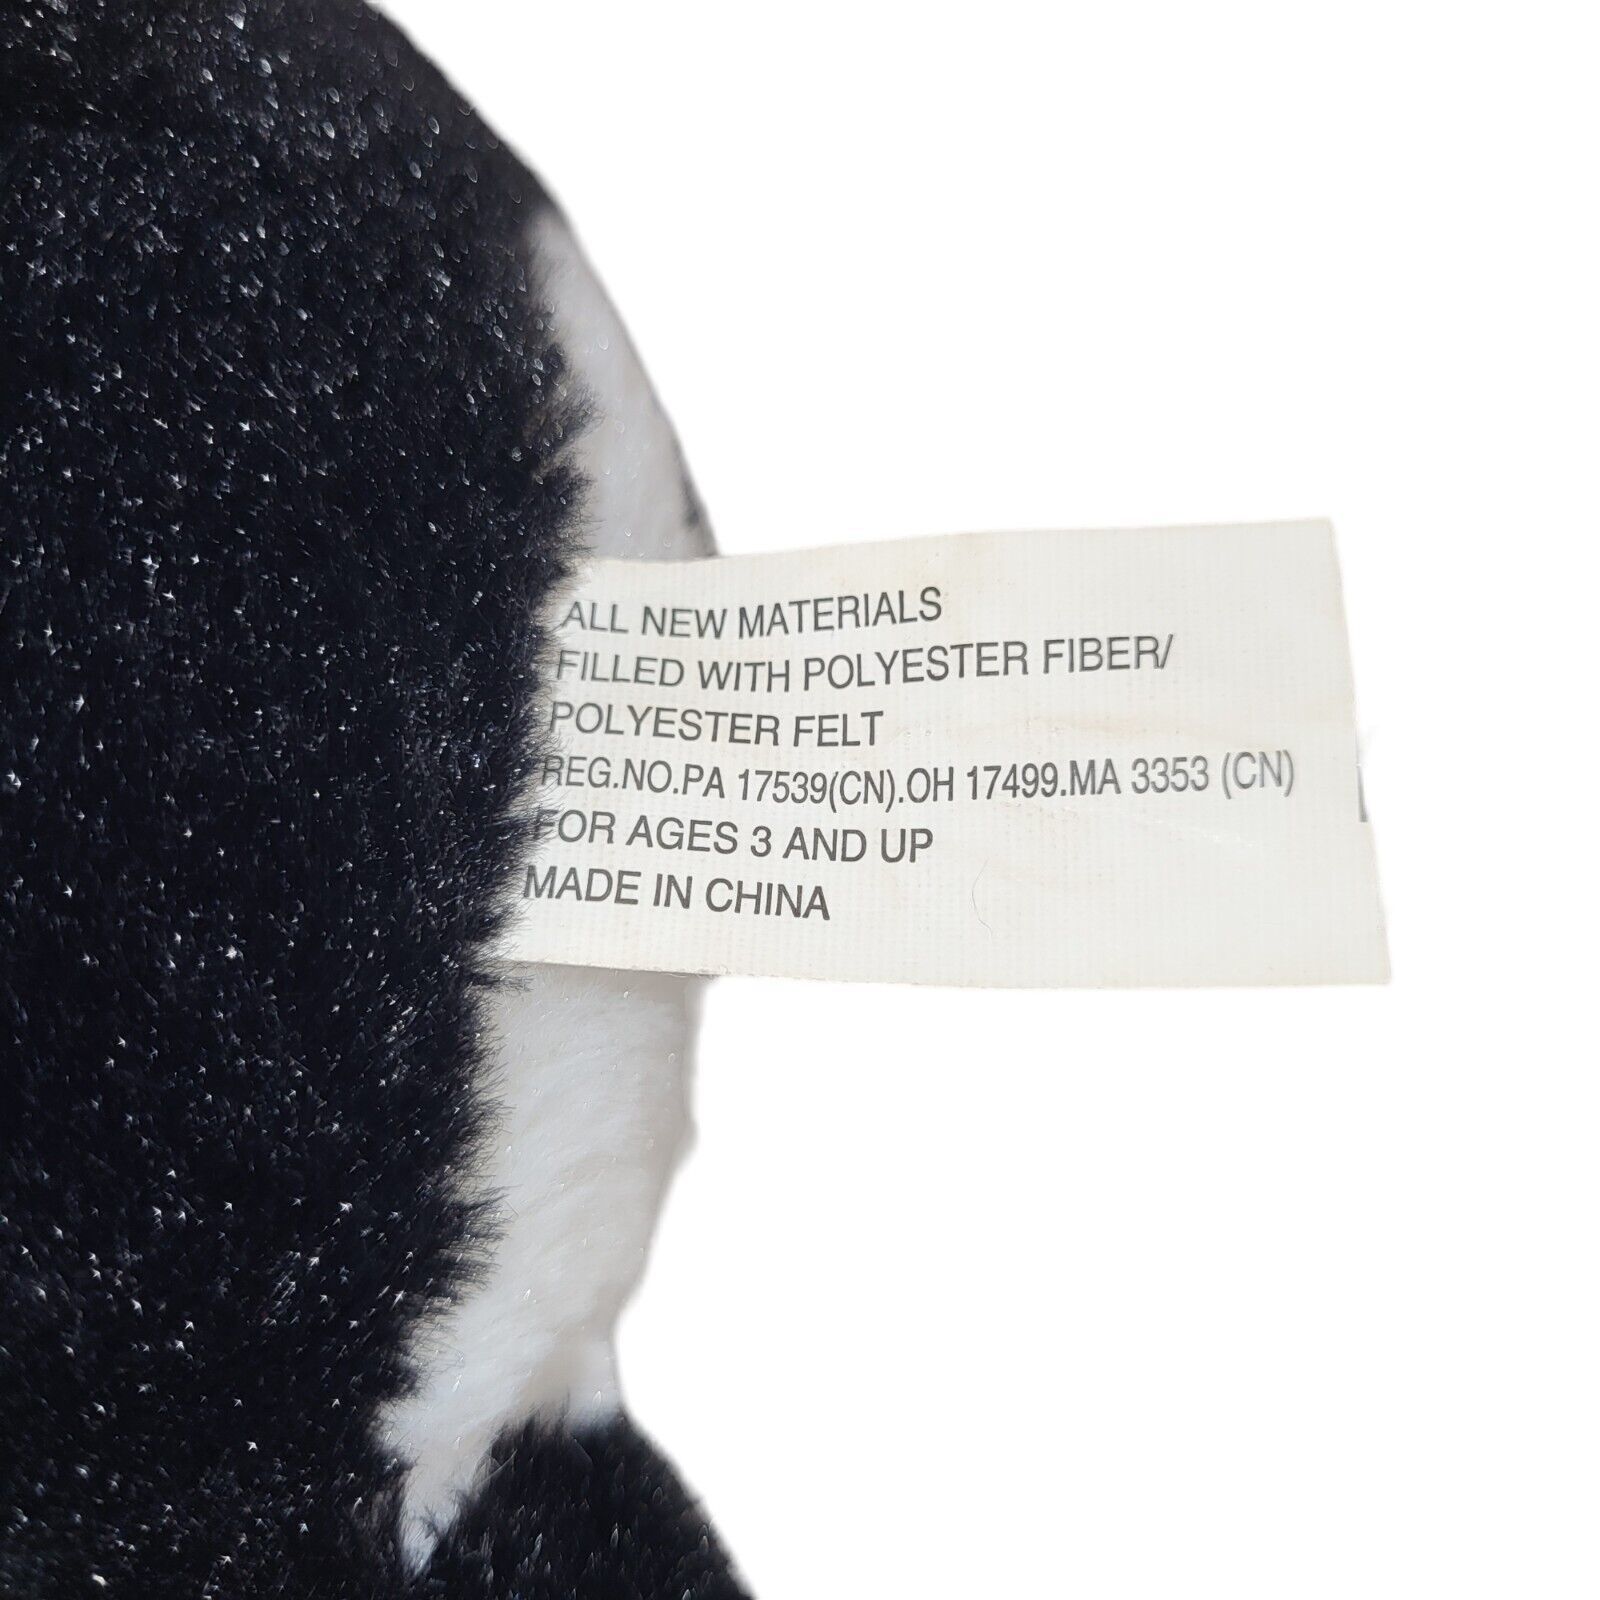 ALL NEW MATERIALS
FILLED WITH POLYESTER FIBER/
POLYESTER FELT
REG.NO.PA 17539(CN).OH 17499.MA 3353 (CN)
FOR AGES 3 AND UP
MADE IN CHINA